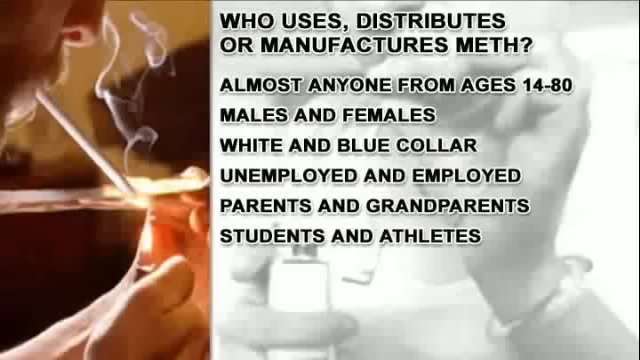 WHO USES, DISTRIBUTES
OR MANUFACTURES METH?
ALMOST ANYONE FROM AGES 14-80
MALES AND FEMALES
WHITE AND BLUE COLLAR
UNEMPLOYED AND EMPLOYED
PARENTS AND GRANDPARENTS
STUDENTS AND ATHLETES